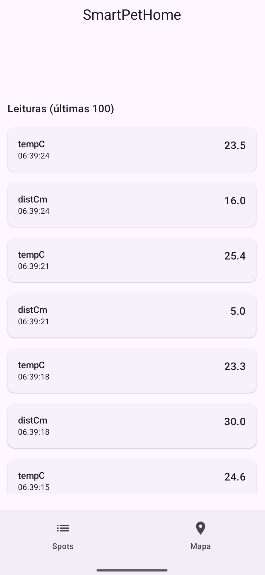 SmartPetHome
Leituras (últimas 100)
tempC 23.5
06:39:24
distCm 16.0
06:39:24
tempC 25.4
06:39:21
distCm 5.0
06:39:21
tempC 23.3
06:39:18
distCm 30.0
06:39:18
tempC 24.6
06:39:15
Spots Mapa